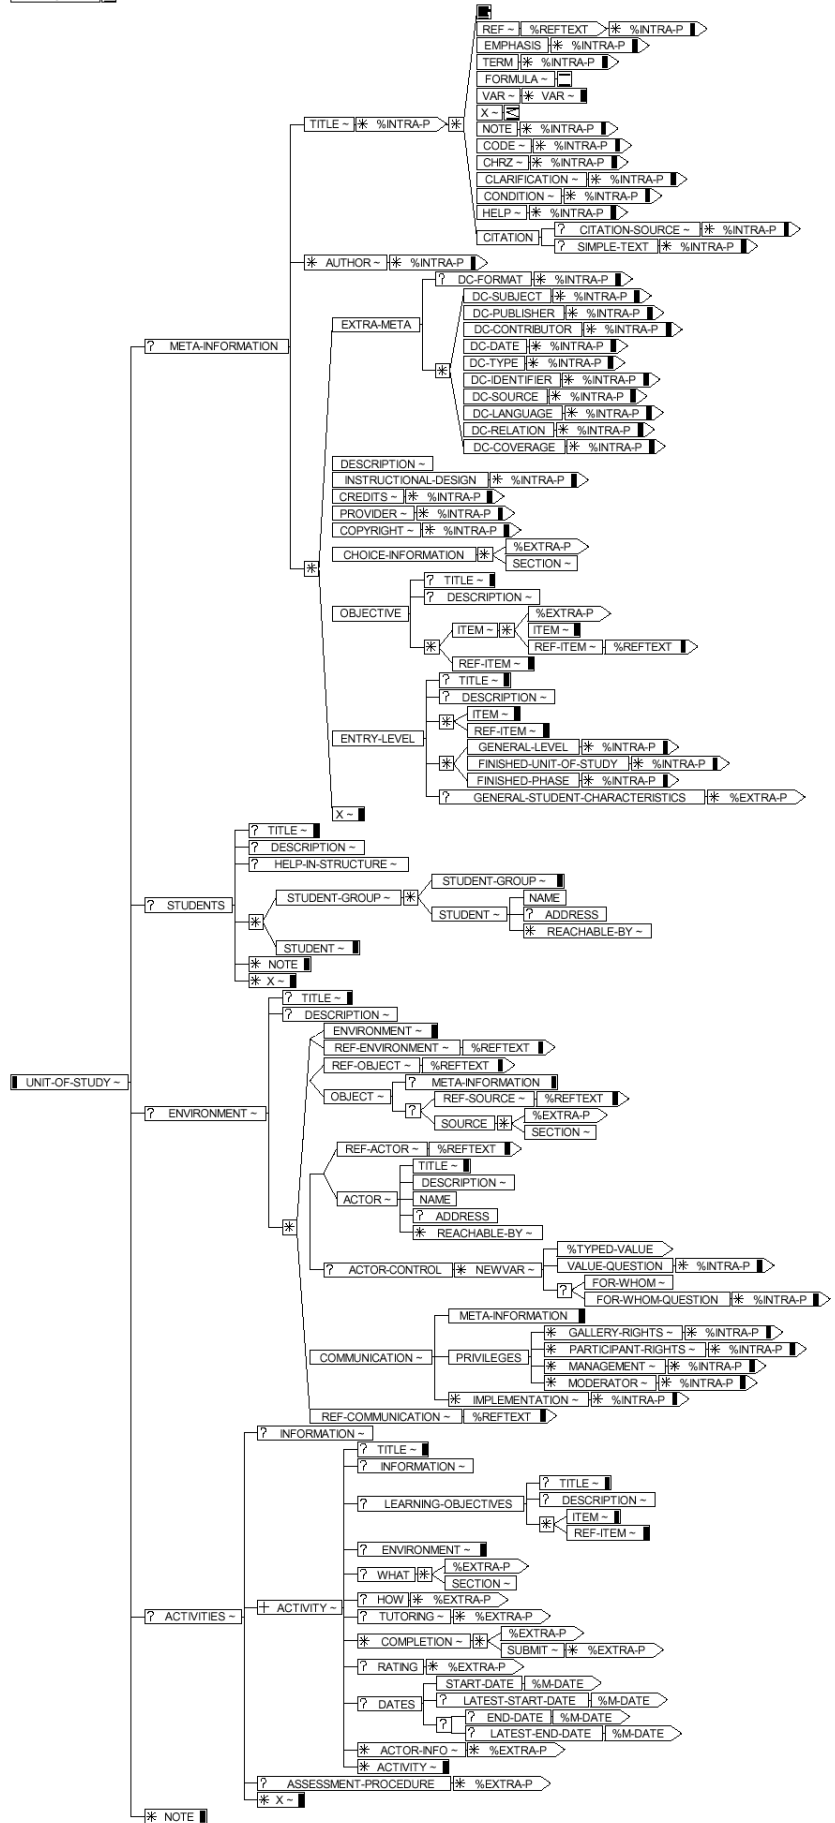 REF ~ %REFTEXT * %INTRA-P
EMPHASIS * %INTRA-P
TERM * %INTRA-P
FORMULA ~
VAR ~ * VAR ~
X ~
TITLE ~ * %INTRA-P *
NOTE * %INTRA-P
CODE ~ * %INTRA-P
CHRZ ~ * %INTRA-P
CLARIFICATION ~ * %INTRA-P
CONDITION ~ * %INTRA-P
HELP ~ * %INTRA-P
CITATION
? CITATION-SOURCE ~ * %INTRA-P
? SIMPLE-TEXT * %INTRA-P
* AUTHOR ~ * %INTRA-P
? DC-FORMAT * %INTRA-P
DC-SUBJECT * %INTRA-P
DC-PUBLISHER * %INTRA-P
EXTRA-META
DC-CONTRIBUTOR * %INTRA-P
? META-INFORMATION
DC-DATE * %INTRA-P
DC-TYPE * %INTRA-P
*
DC-IDENTIFIER * %INTRA-P
DC-SOURCE * %INTRA-P
DC-LANGUAGE * %INTRA-P
DC-RELATION * %INTRA-P
DC-COVERAGE * %INTRA-P
DESCRIPTION ~
INSTRUCTIONAL-DESIGN * %INTRA-P
CREDITS ~ * %INTRA-P
PROVIDER ~ * %INTRA-P
COPYRIGHT ~ * %INTRA-P
CHOICE-INFORMATION *
%EXTRA-P
SECTION ~
*
? TITLE ~
? DESCRIPTION ~
OBJECTIVE
%EXTRA-P
ITEM ~ * ITEM ~
*
REF-ITEM ~ %REFTEXT
REF-ITEM ~
? TITLE ~
? DESCRIPTION ~
* ITEM ~
REF-ITEM ~
ENTRY-LEVEL
GENERAL-LEVEL * %INTRA-P
* FINISHED-UNIT-OF-STUDY * %INTRA-P
FINISHED-PHASE * %INTRA-P
? GENERAL-STUDENT-CHARACTERISTICS * %EXTRA-P
X ~
? TITLE ~
? DESCRIPTION ~
? HELP-IN-STRUCTURE ~
STUDENT-GROUP ~
STUDENT-GROUP ~ *
NAME
? STUDENTS
STUDENT ~ ? ADDRESS
*
* REACHABLE-BY ~
STUDENT ~
* NOTE
* X ~
? TITLE ~
? DESCRIPTION ~
ENVIRONMENT ~
REF-ENVIRONMENT ~ %REFTEXT
REF-OBJECT ~ %REFTEXT
UNIT-OF-STUDY ~
? META-INFORMATION
OBJECT ~
REF-SOURCE ~ %REFTEXT
?
? ENVIRONMENT ~
%EXTRA-P
SOURCE *
SECTION ~
REF-ACTOR ~ %REFTEXT
TITLE ~
DESCRIPTION ~
ACTOR ~ NAME
? ADDRESS
*
* REACHABLE-BY ~
%TYPED-VALUE
? ACTOR-CONTROL * NEWVAR ~ VALUE-QUESTION * %INTRA-P
? FOR-WHOM ~
FOR-WHOM-QUESTION * %INTRA-P
META-INFORMATION
* GALLERY-RIGHTS ~ * %INTRA-P
* PARTICIPANT-RIGHTS ~ * %INTRA-P
COMMUNICATION ~ PRIVILEGES
* MANAGEMENT ~ * %INTRA-P
* MODERATOR ~ * %INTRA-P
* IMPLEMENTATION ~ * %INTRA-P
REF-COMMUNICATION ~ %REFTEXT
? INFORMATION ~
? TITLE ~
? INFORMATION ~
? TITLE ~
? LEARNING-OBJECTIVES ? DESCRIPTION ~
* ITEM ~
REF-ITEM ~
? ENVIRONMENT ~
%EXTRA-P
? WHAT *
SECTION ~
? HOW * %EXTRA-P
+ ACTIVITY ~
? ACTIVITIES ~
? TUTORING ~ * %EXTRA-P
%EXTRA-P
* COMPLETION ~ *
SUBMIT ~ * %EXTRA-P
? RATING * %EXTRA-P
START-DATE %M-DATE
? DATES ? LATEST-START-DATE %M-DATE
? ? END-DATE %M-DATE
? LATEST-END-DATE %M-DATE
* ACTOR-INFO ~ * %EXTRA-P
* ACTIVITY ~
? ASSESSMENT-PROCEDURE * %EXTRA-P
* X ~
* NOTE